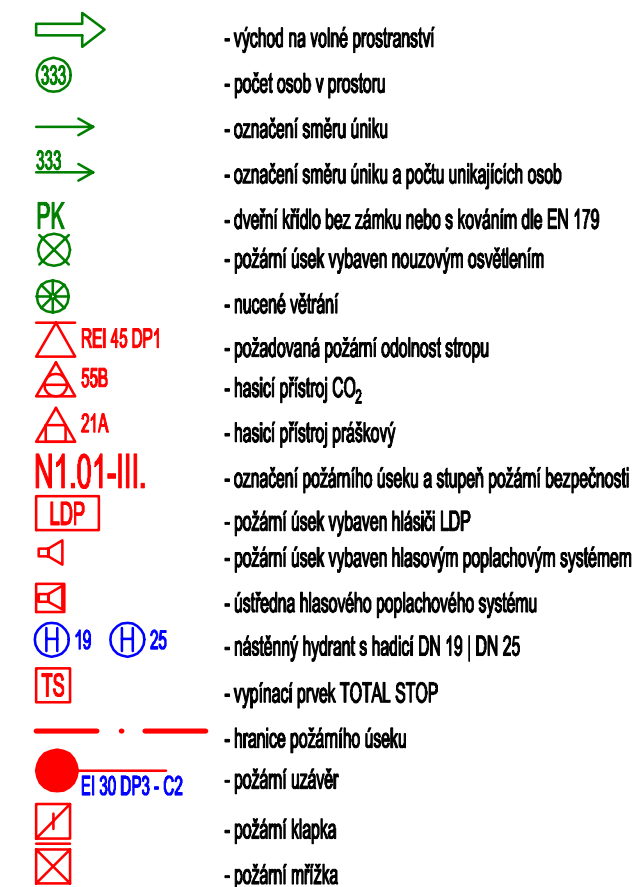 - východ na volné prostranství
333 - počet osob v prostoru
- označení směru úniku
333 - označení směru úniku a počtu unikajících osob
PK - dveřní křídlo bez zámku nebo s kováním dle EN 179
- požární úsek vybaven nouzovým osvětlením
- nucené větrání
REI 45 DP1 - požadovaná požární odolnost stropu
55B - hasicí přístroj CO₂
21A - hasicí přístroj práškový
N1.01-III. - označení požárního úseku a stupeň požární bezpečnosti
LDP - požární úsek vybaven hlásiči LDP
- požární úsek vybaven hlasovým poplachovým systémem
- ústředna hlasového poplachového systému
H 19 H 25 - nástěnný hydrant s hadicí DN 19 | DN 25
TS - vypínací prvek TOTAL STOP
- hranice požárního úseku
EI 30 DP3 - C2 - požární uzávěr
- požární klapka
- požární mřížka